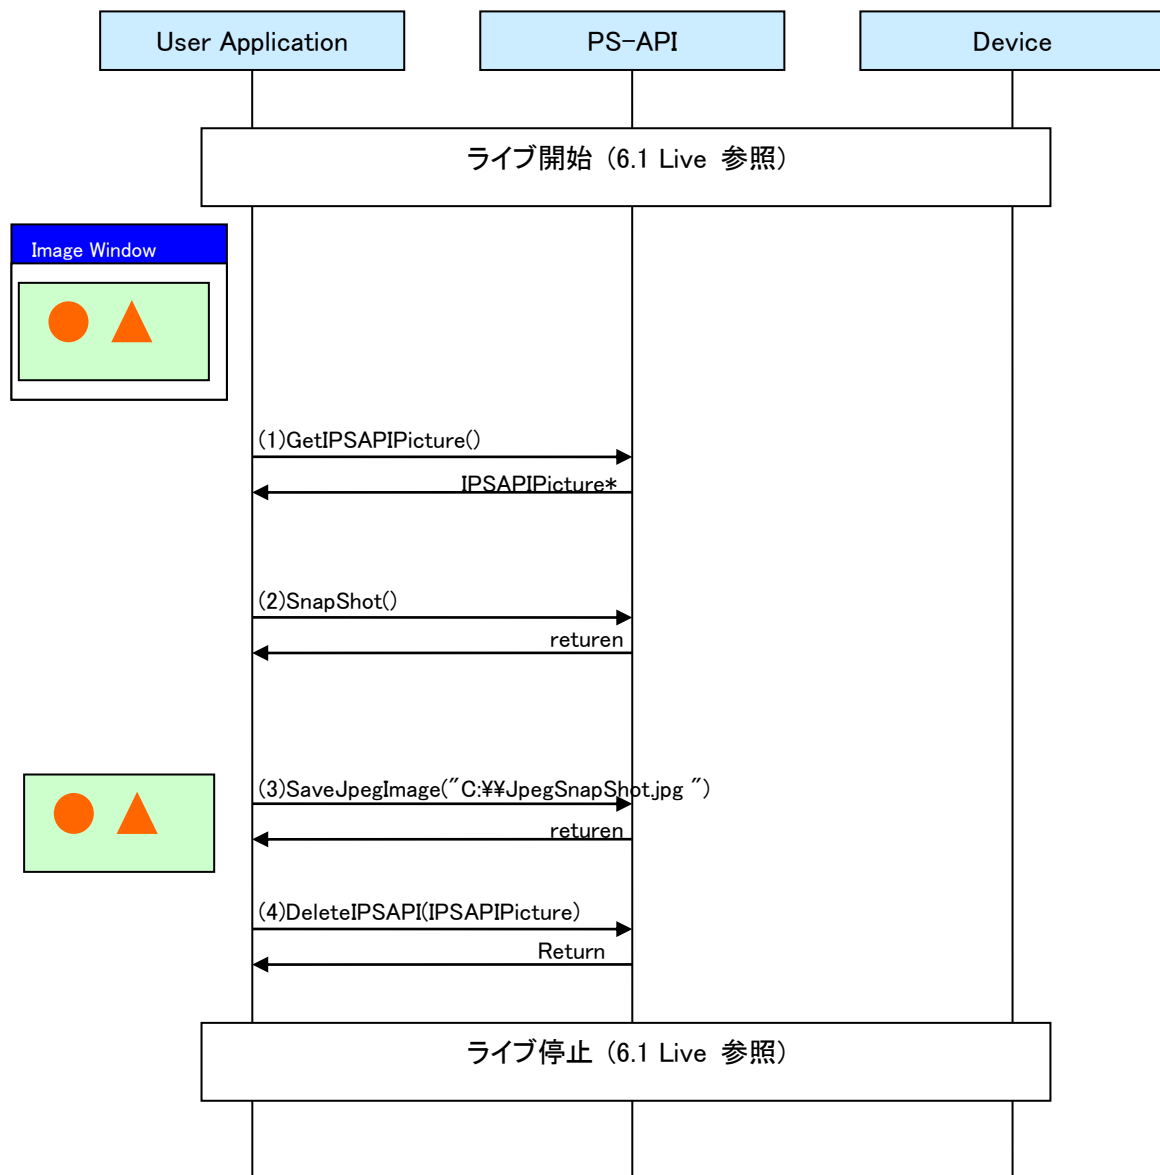 User Application
PS-API
Device
ライブ開始 (6.1 Live 参照)
Image Window
(1)GetIPSAPIPicture()
IPSAPIPicture*
(2)SnapShot()
returen
(3)SaveJpegImage("C:¥¥JpegSnapShot.jpg ")
returen
(4)DeleteIPSAPI(IPSAPIPicture)
Return
ライブ停止 (6.1 Live 参照)